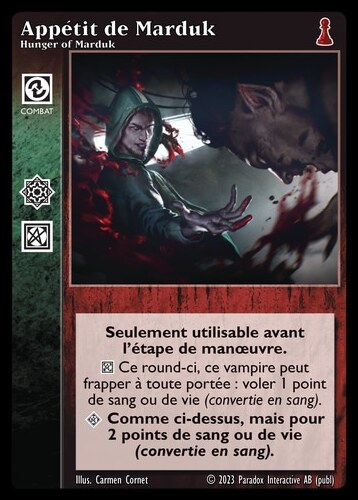 Appétit de Marduk
Hunger of Marduk
COMBAT
Seulement utilisable avant
l'étape de manœuvre.
Ce round-ci, ce vampire peut
frapper à toute portée : voler 1 point
de sang ou de vie (convertie en sang).
Comme ci-dessus, mais pour
2 points de sang ou de vie
(convertie en sang).
Illus. Carmen Cornet
© 2023 Paradox Interactive AB (publ)